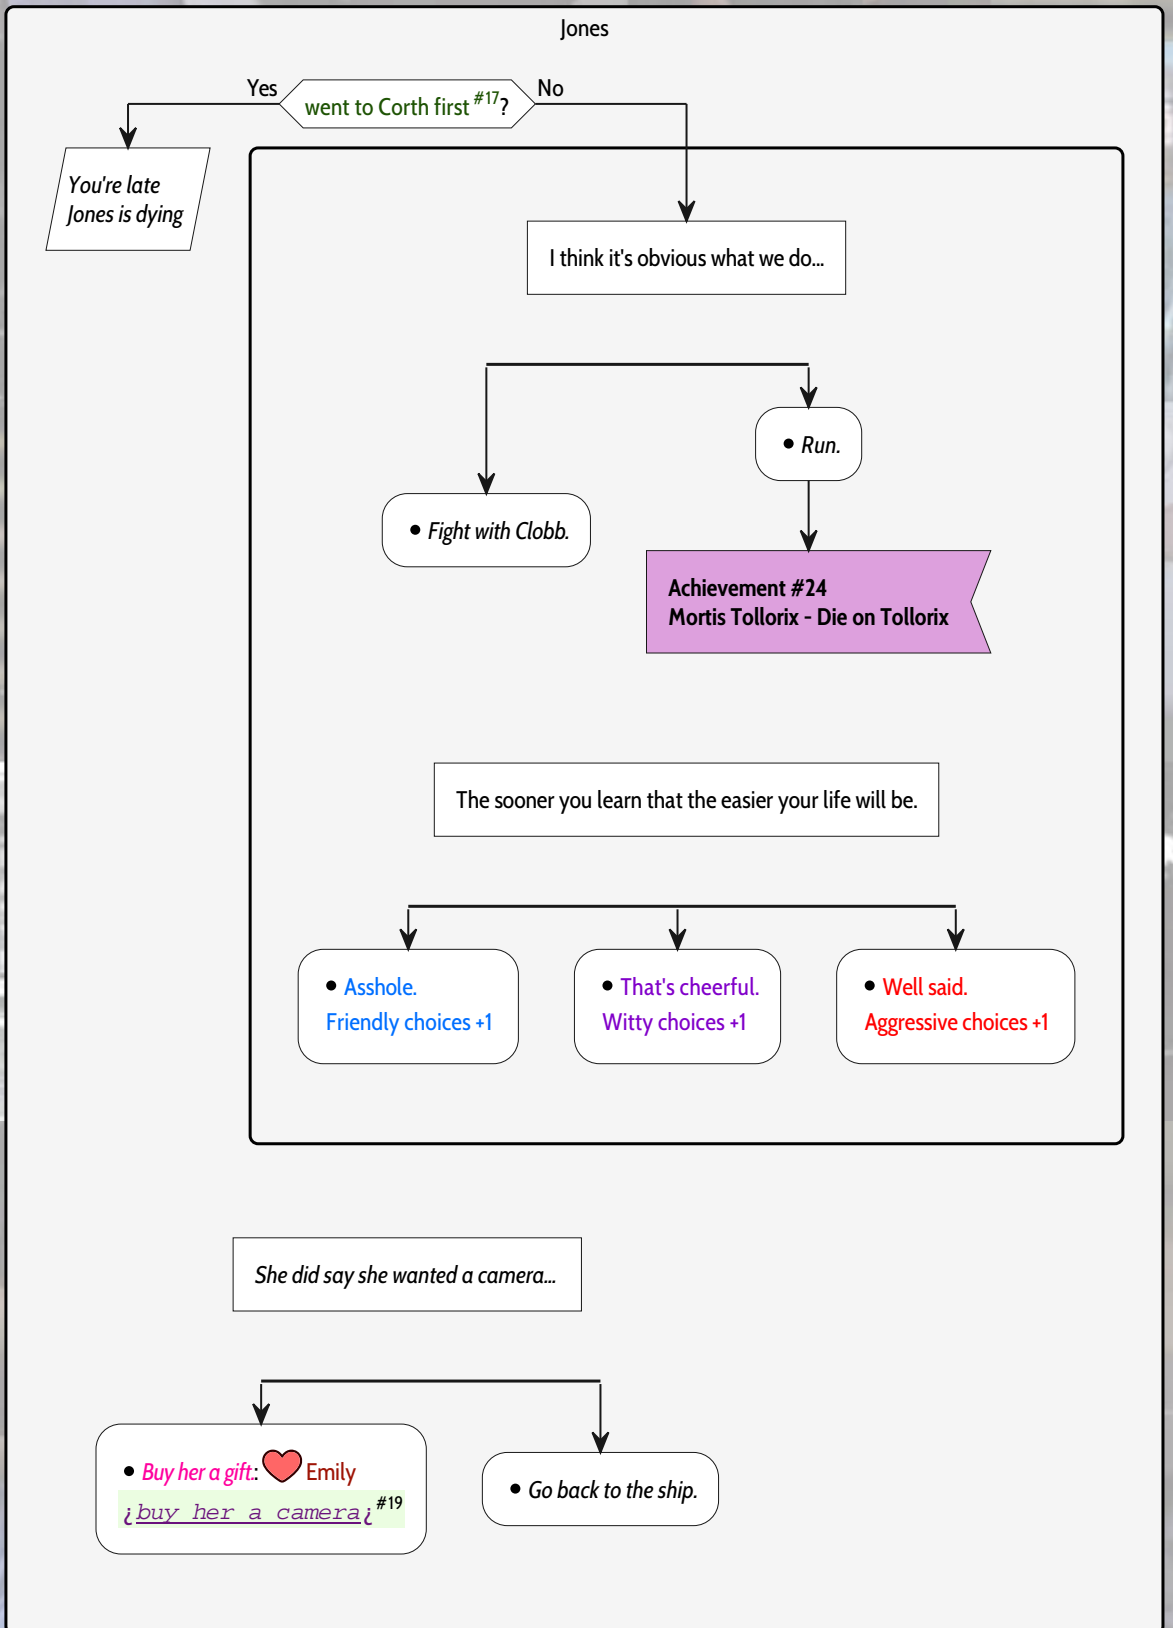 Jones
Yes
went to Corth first #17?
No
You're late
Jones is dying
I think it's obvious what we do...
• Run.
• Fight with Clobb.
Achievement #24
Mortis Tollorix - Die on Tollorix
The sooner you learn that the easier your life will be.
• Asshole.
Friendly choices +1
• That's cheerful.
Witty choices +1
• Well said.
Aggressive choices +1
She did say she wanted a camera...
• Buy her a gift.: Emily
¿buy her a camera¿#19
• Go back to the ship.